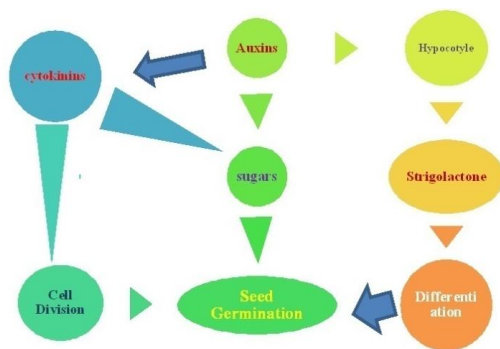 Auxins
Hypocotyle
cytokinins
sugars
Strigolactone
Cell
Division
Seed
Germination
Differenti
ation